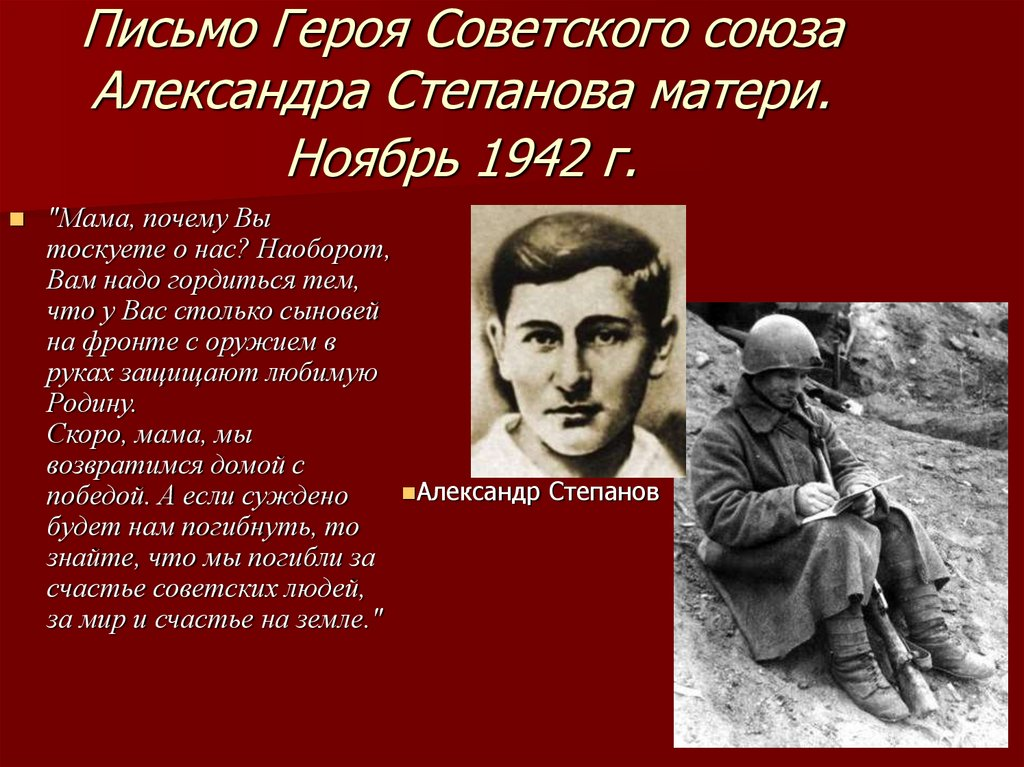 Письмо Героя Советского союза
Александра Степанова матери.
Ноябрь 1942 г.
"Мама, почему Вы
тоскуете о нас? Наоборот,
Вам надо гордиться тем,
что у Вас столько сыновей
на фронте с оружием в
руках защищают любимую
Родину.
Скоро, мама, мы
возвратимся домой с
победой. А если суждено
будет нам погибнуть, то
знайте, что мы погибли за
счастье советских людей,
за мир и счастье на земле."
Александр Степанов